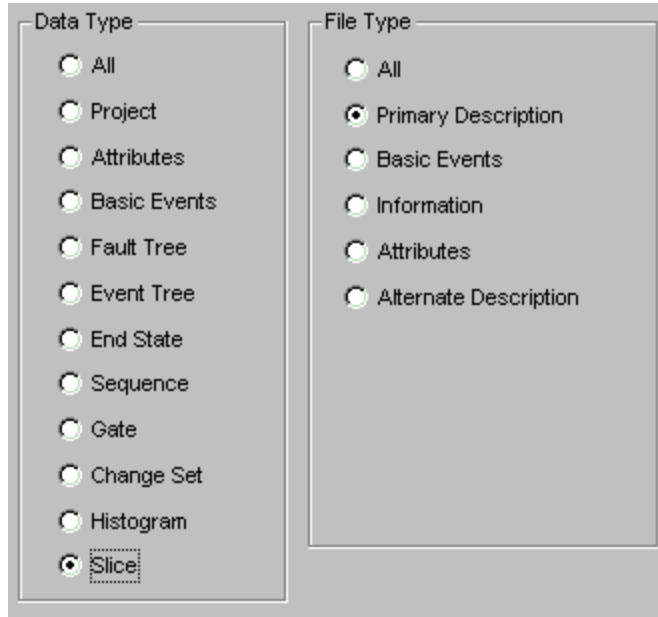 Data Type
All
Project
Attributes
Basic Events
Fault Tree
Event Tree
End State
Sequence
Gate
Change Set
Histogram
Slice
File Type
All
Primary Description
Basic Events
Information
Attributes
Alternate Description